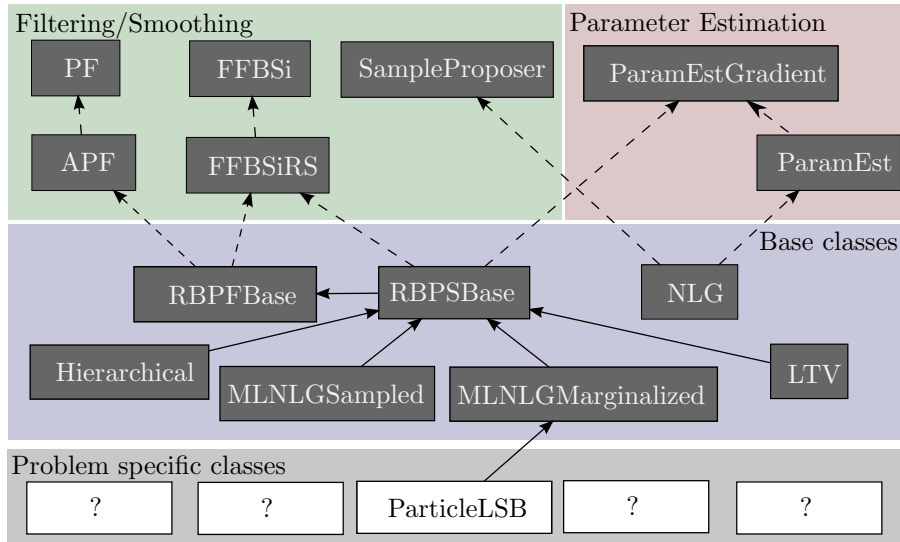 Filtering/Smoothing
Parameter Estimation
PF
FFBSi
SampleProposer
ParamEstGradient
APF
FFBSiRS
ParamEst
Base classes
RBPFBase
RBPSBase
NLG
Hierarchical
MLNLGSampled
MLNLGMarginalized
LTV
Problem specific classes
?
?
ParticleLSB
?
?